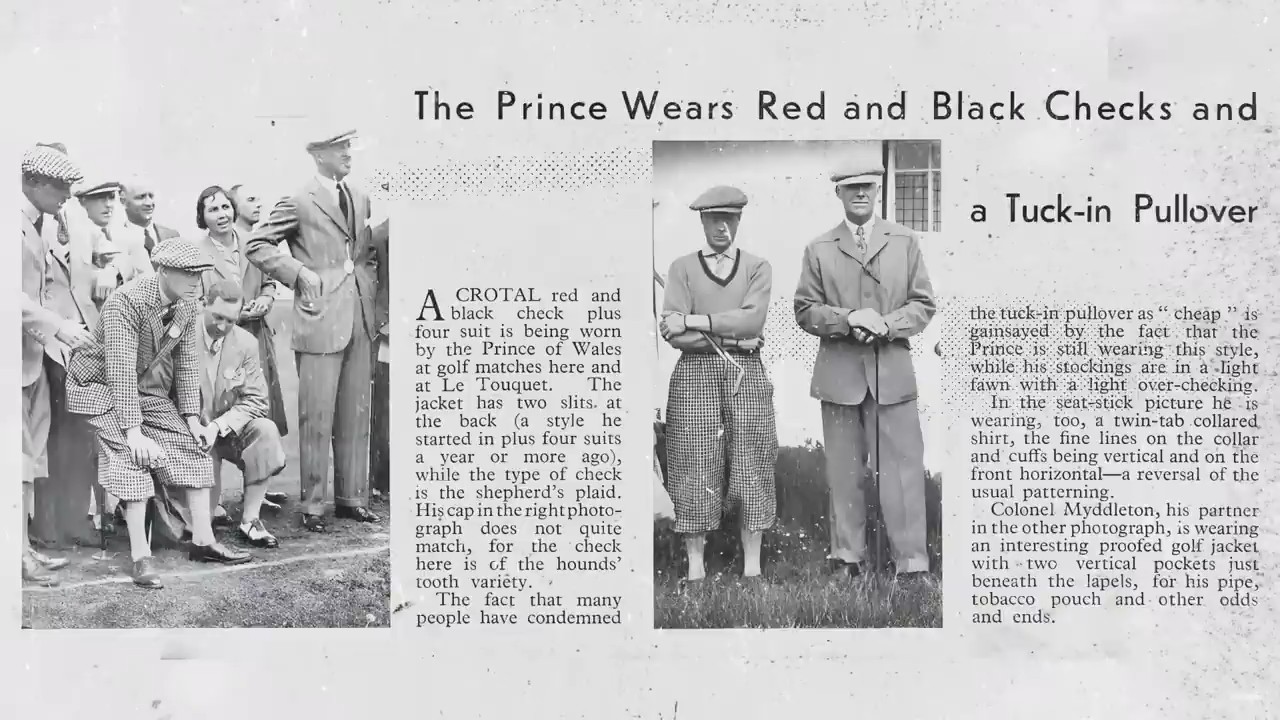 The Prince Wears Red and Black Checks and
a Tuck-in Pullover
A CROTAL red and
black check plus
four suit is being worn
by the Prince of Wales
at golf matches here and
at Le Touquet. The
jacket has two slits at
the back (a style he
started in plus four suits
a year or more ago),
while the type of check
is the shepherd's plaid.
His cap in the right photo-
graph does not quite
match, for the check
here is of the hounds'
tooth variety.
The fact that many
people have condemned
the tuck-in pullover as " cheap " is
gainsayed by the fact that the
Prince is still wearing this style,
while his stockings are in a light
fawn with a light over-checking.
In the seat-stick picture he is
wearing, too, a twin-tab collared
shirt, the fine lines on the collar
and cuffs being vertical and on the
front horizontal—a reversal of the
usual patterning.
Colonel Myddleton, his partner
in the other photograph, is wearing
an interesting proofed golf jacket
with two vertical pockets just
beneath the lapels, for his pipe,
tobacco pouch and other odds
and ends.